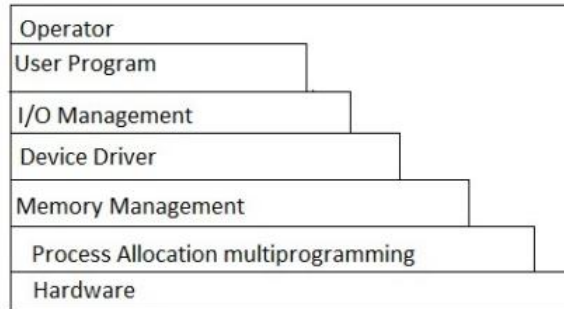 Operator
User Program
I/O Management
Device Driver
Memory Management
Process Allocation multiprogramming
Hardware